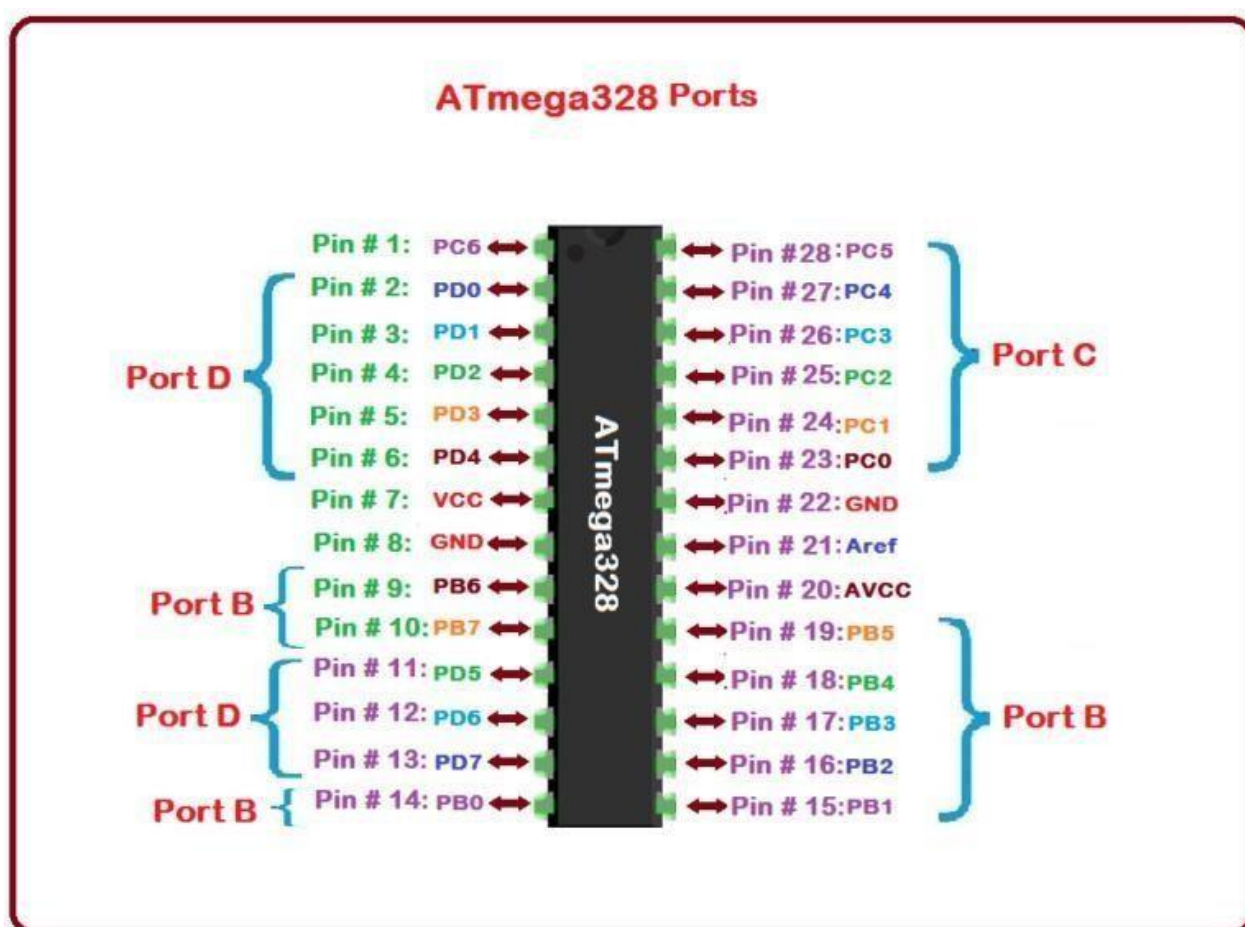 ATmega328 Ports
Pin # 1: PC6
Pin # 2: PD0
Pin # 3: PD1
Pin # 4: PD2
Pin # 5: PD3
Pin # 6: PD4
Port D
Pin # 7: VCC
Pin # 8: GND
Pin # 9: PB6
Pin # 10: PB7
Port B
Pin # 11: PD5
Pin # 12: PD6
Pin # 13: PD7
Port D
Pin # 14: PB0
Port B
ATmega328
Pin #28:PC5
Pin #27:PC4
Pin # 26:PC3
Pin # 25:PC2
Pin # 24:PC1
Pin # 23:PC0
Port C
Pin # 22:GND
Pin # 21:Aref
Pin # 20:AVCC
Pin # 19:PB5
Pin # 18:PB4
Pin # 17:PB3
Pin # 16:PB2
Pin # 15:PB1
Port B